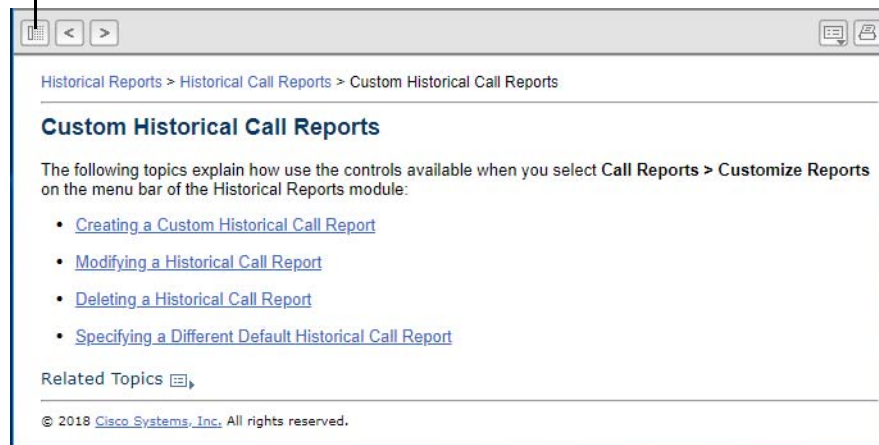 < >
Historical Reports > Historical Call Reports > Custom Historical Call Reports
Custom Historical Call Reports
The following topics explain how use the controls available when you select Call Reports > Customize Reports
on the menu bar of the Historical Reports module:
• Creating a Custom Historical Call Report
• Modifying a Historical Call Report
• Deleting a Historical Call Report
• Specifying a Different Default Historical Call Report
Related Topics
© 2018 Cisco Systems, Inc. All rights reserved.